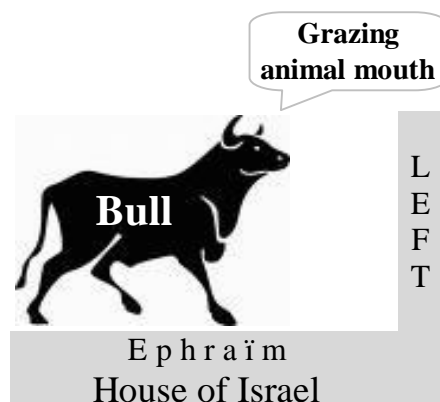 Grazing
animal mouth
Bull
L
E
F
T
E p h r a ï m
House of Israel